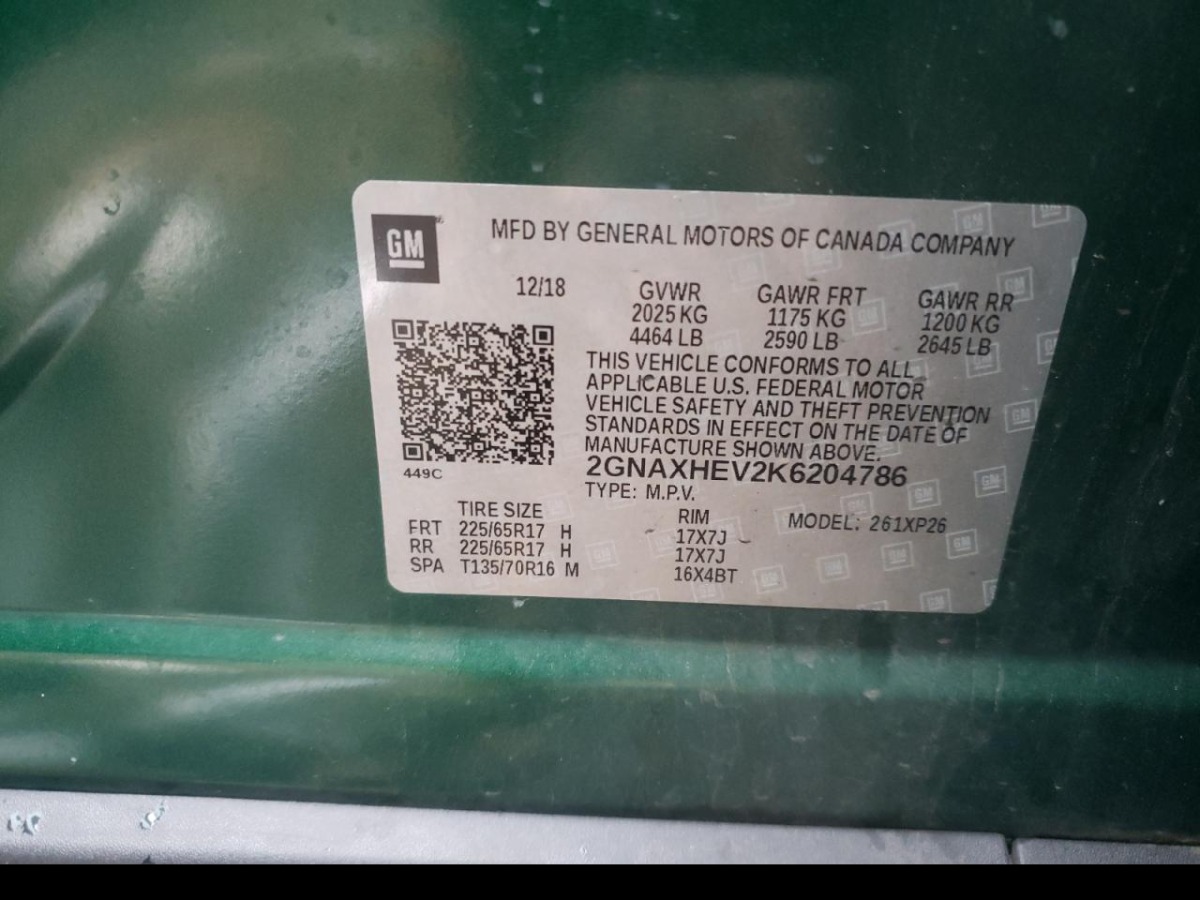 GM
MFD BY GENERAL MOTORS OF CANADA COMPANY
12/18
GVWR
2025 KG
4464 LB
GAWR FRT
1175 KG
2590 LB
GAWR RR
1200 KG
2645 LB
THIS VEHICLE CONFORMS TO ALL
APPLICABLE U.S. FEDERAL MOTOR
VEHICLE SAFETY AND THEFT PREVENTION
STANDARDS IN EFFECT ON THE DATE OF
MANUFACTURE SHOWN ABOVE.
449C
2GNAXHEV2K6204786
TYPE: M.P.V.
MODEL: 261XP26
TIRE SIZE RIM
FRT 225/65R17 H 17X7J
RR 225/65R17 H 17X7J
SPA T135/70R16 M 16X4BT